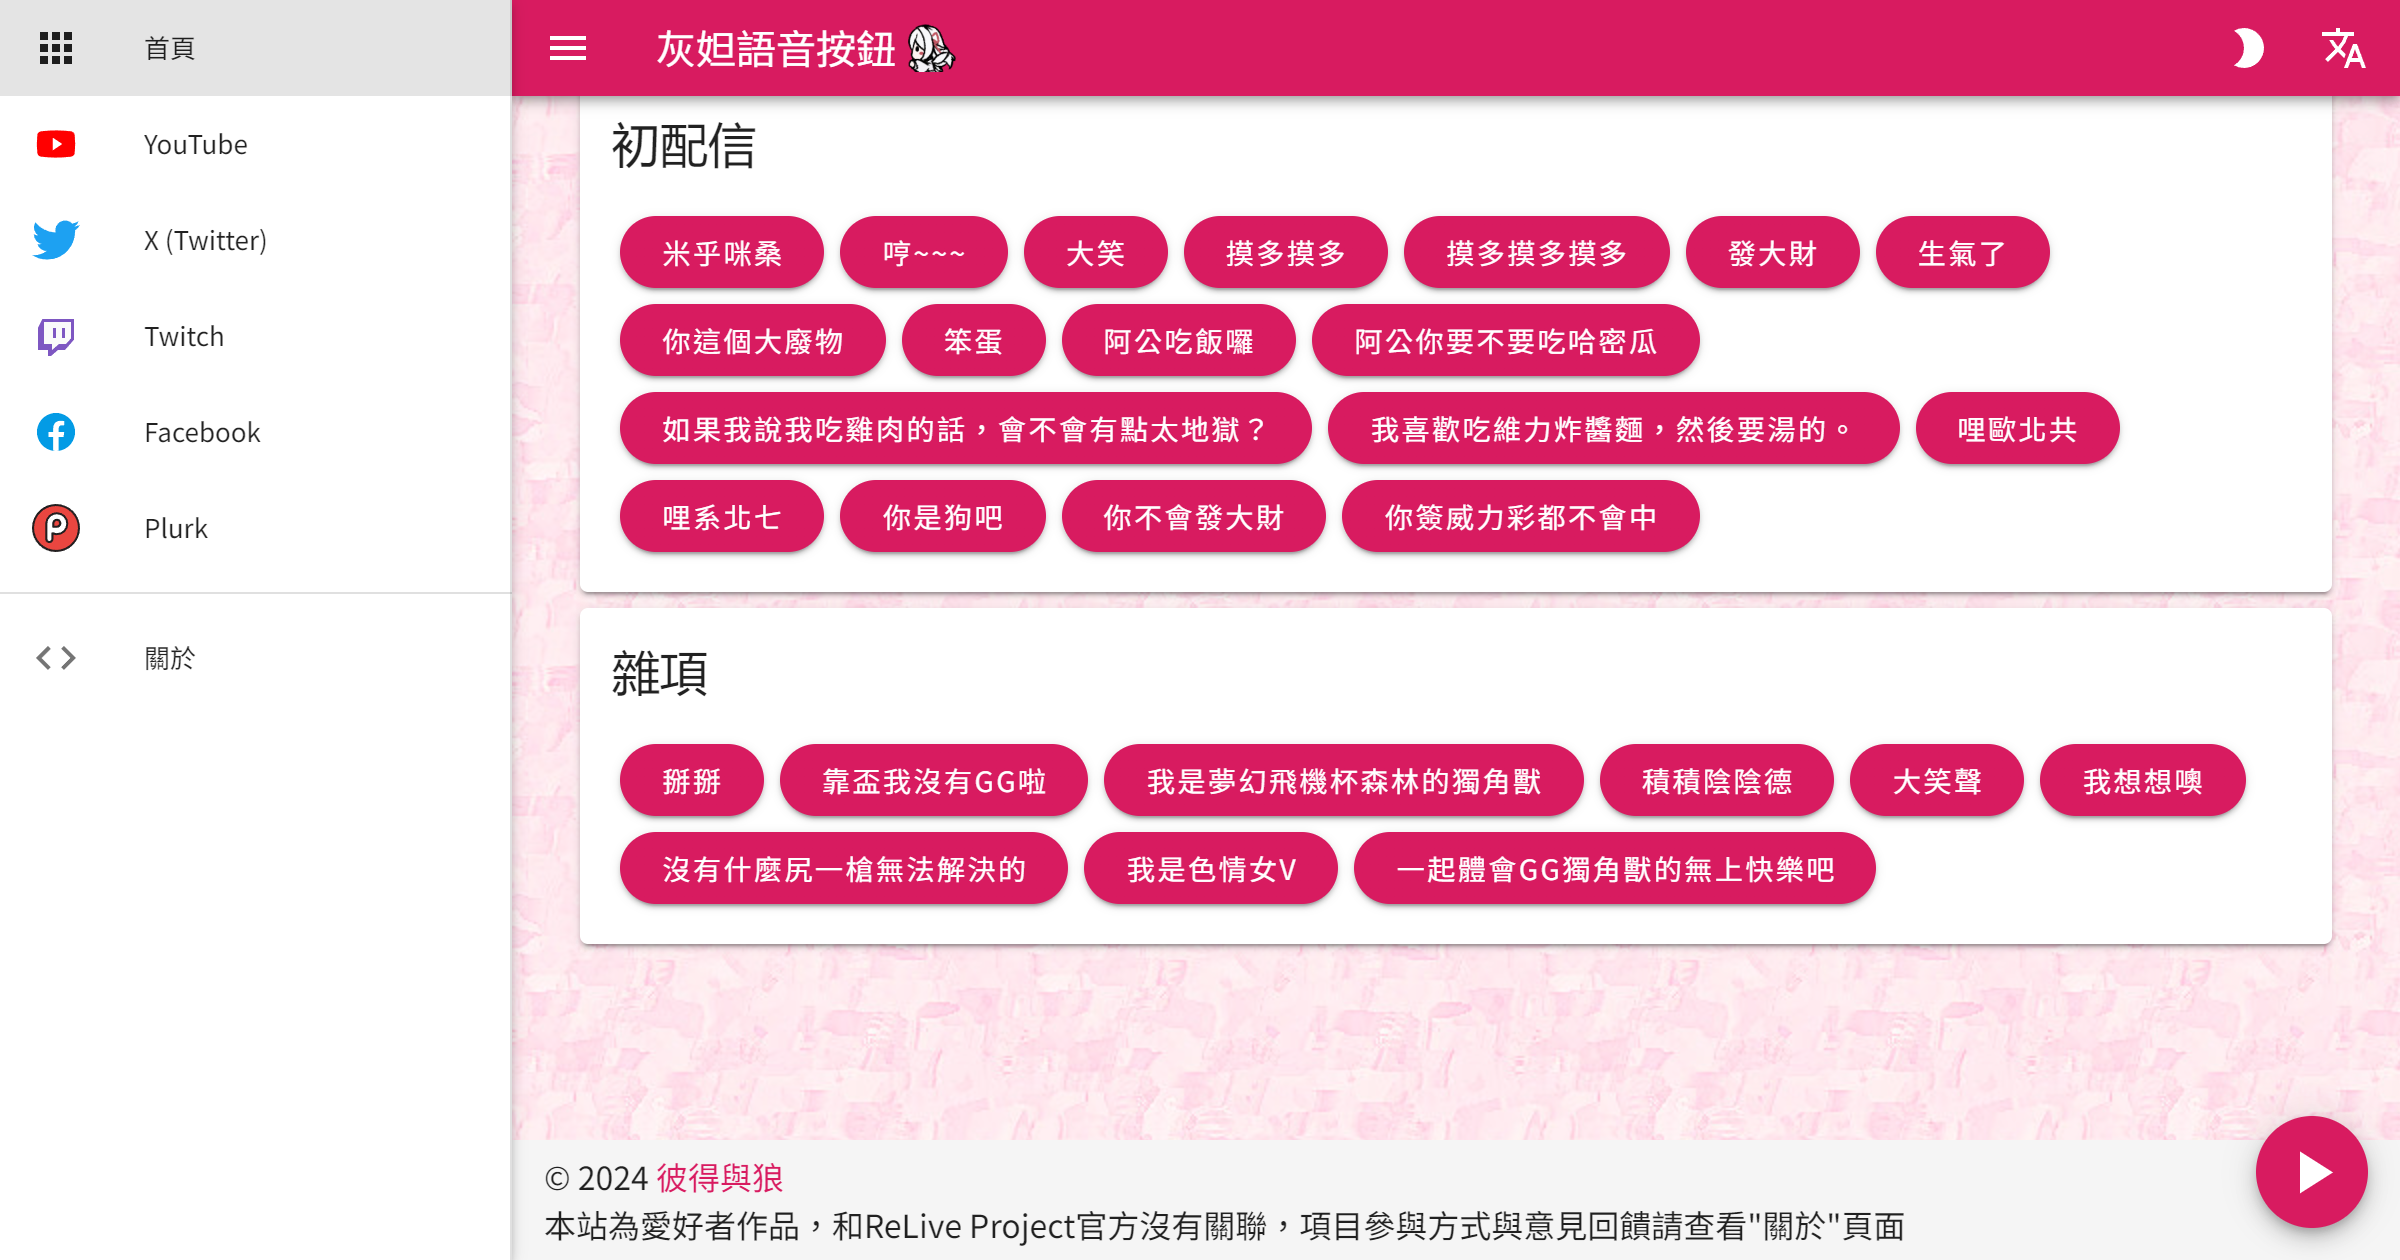 首頁
YouTube
X (Twitter)
Twitch
Facebook
Plurk
關於
灰妲語音按鈕
初配信
米乎咪桑 哼~~~ 大笑 摸多摸多 摸多摸多摸多 發大財 生氣了
你這個大廢物 笨蛋 阿公吃飯囉 阿公你要不要吃哈密瓜
如果我說我吃雞肉的話，會不會有點太地獄？ 我喜歡吃維力炸醬麵，然後要湯的。 哩歐北共
哩系北七 你是狗吧 你不會發大財 你簽威力彩都不會中
雜項
掰掰 靠盃我沒有GG啦 我是夢幻飛機杯森林的獨角獸 積積陰陰德 大笑聲 我想想噢
沒有什麼尻一槍無法解決的 我是色情女V 一起體會GG獨角獸的無上快樂吧
© 2024 彼得與狼
本站為愛好者作品，和ReLive Project官方沒有關聯，項目參與方式與意見回饋請查看"關於"頁面